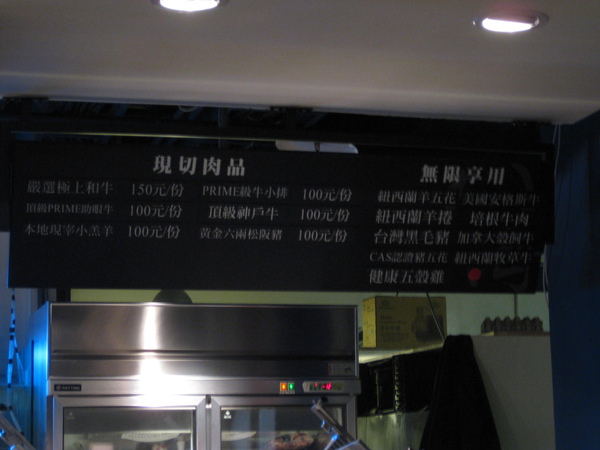 現切肉品
嚴選極上和牛 150元/份 PRIME級牛小排 100元/份
頂級PRIME肋眼牛 100元/份 頂級神戶牛 100元/份
本地現宰小羔羊 100元/份 黃金六兩松阪豬 100元/份
無限享用
紐西蘭羊五花 美國安格斯牛
紐西蘭羊捲 培根牛肉
台灣黑毛豬 加拿大穀飼牛
CAS認證豬五花 紐西蘭牧草牛
健康五穀雞